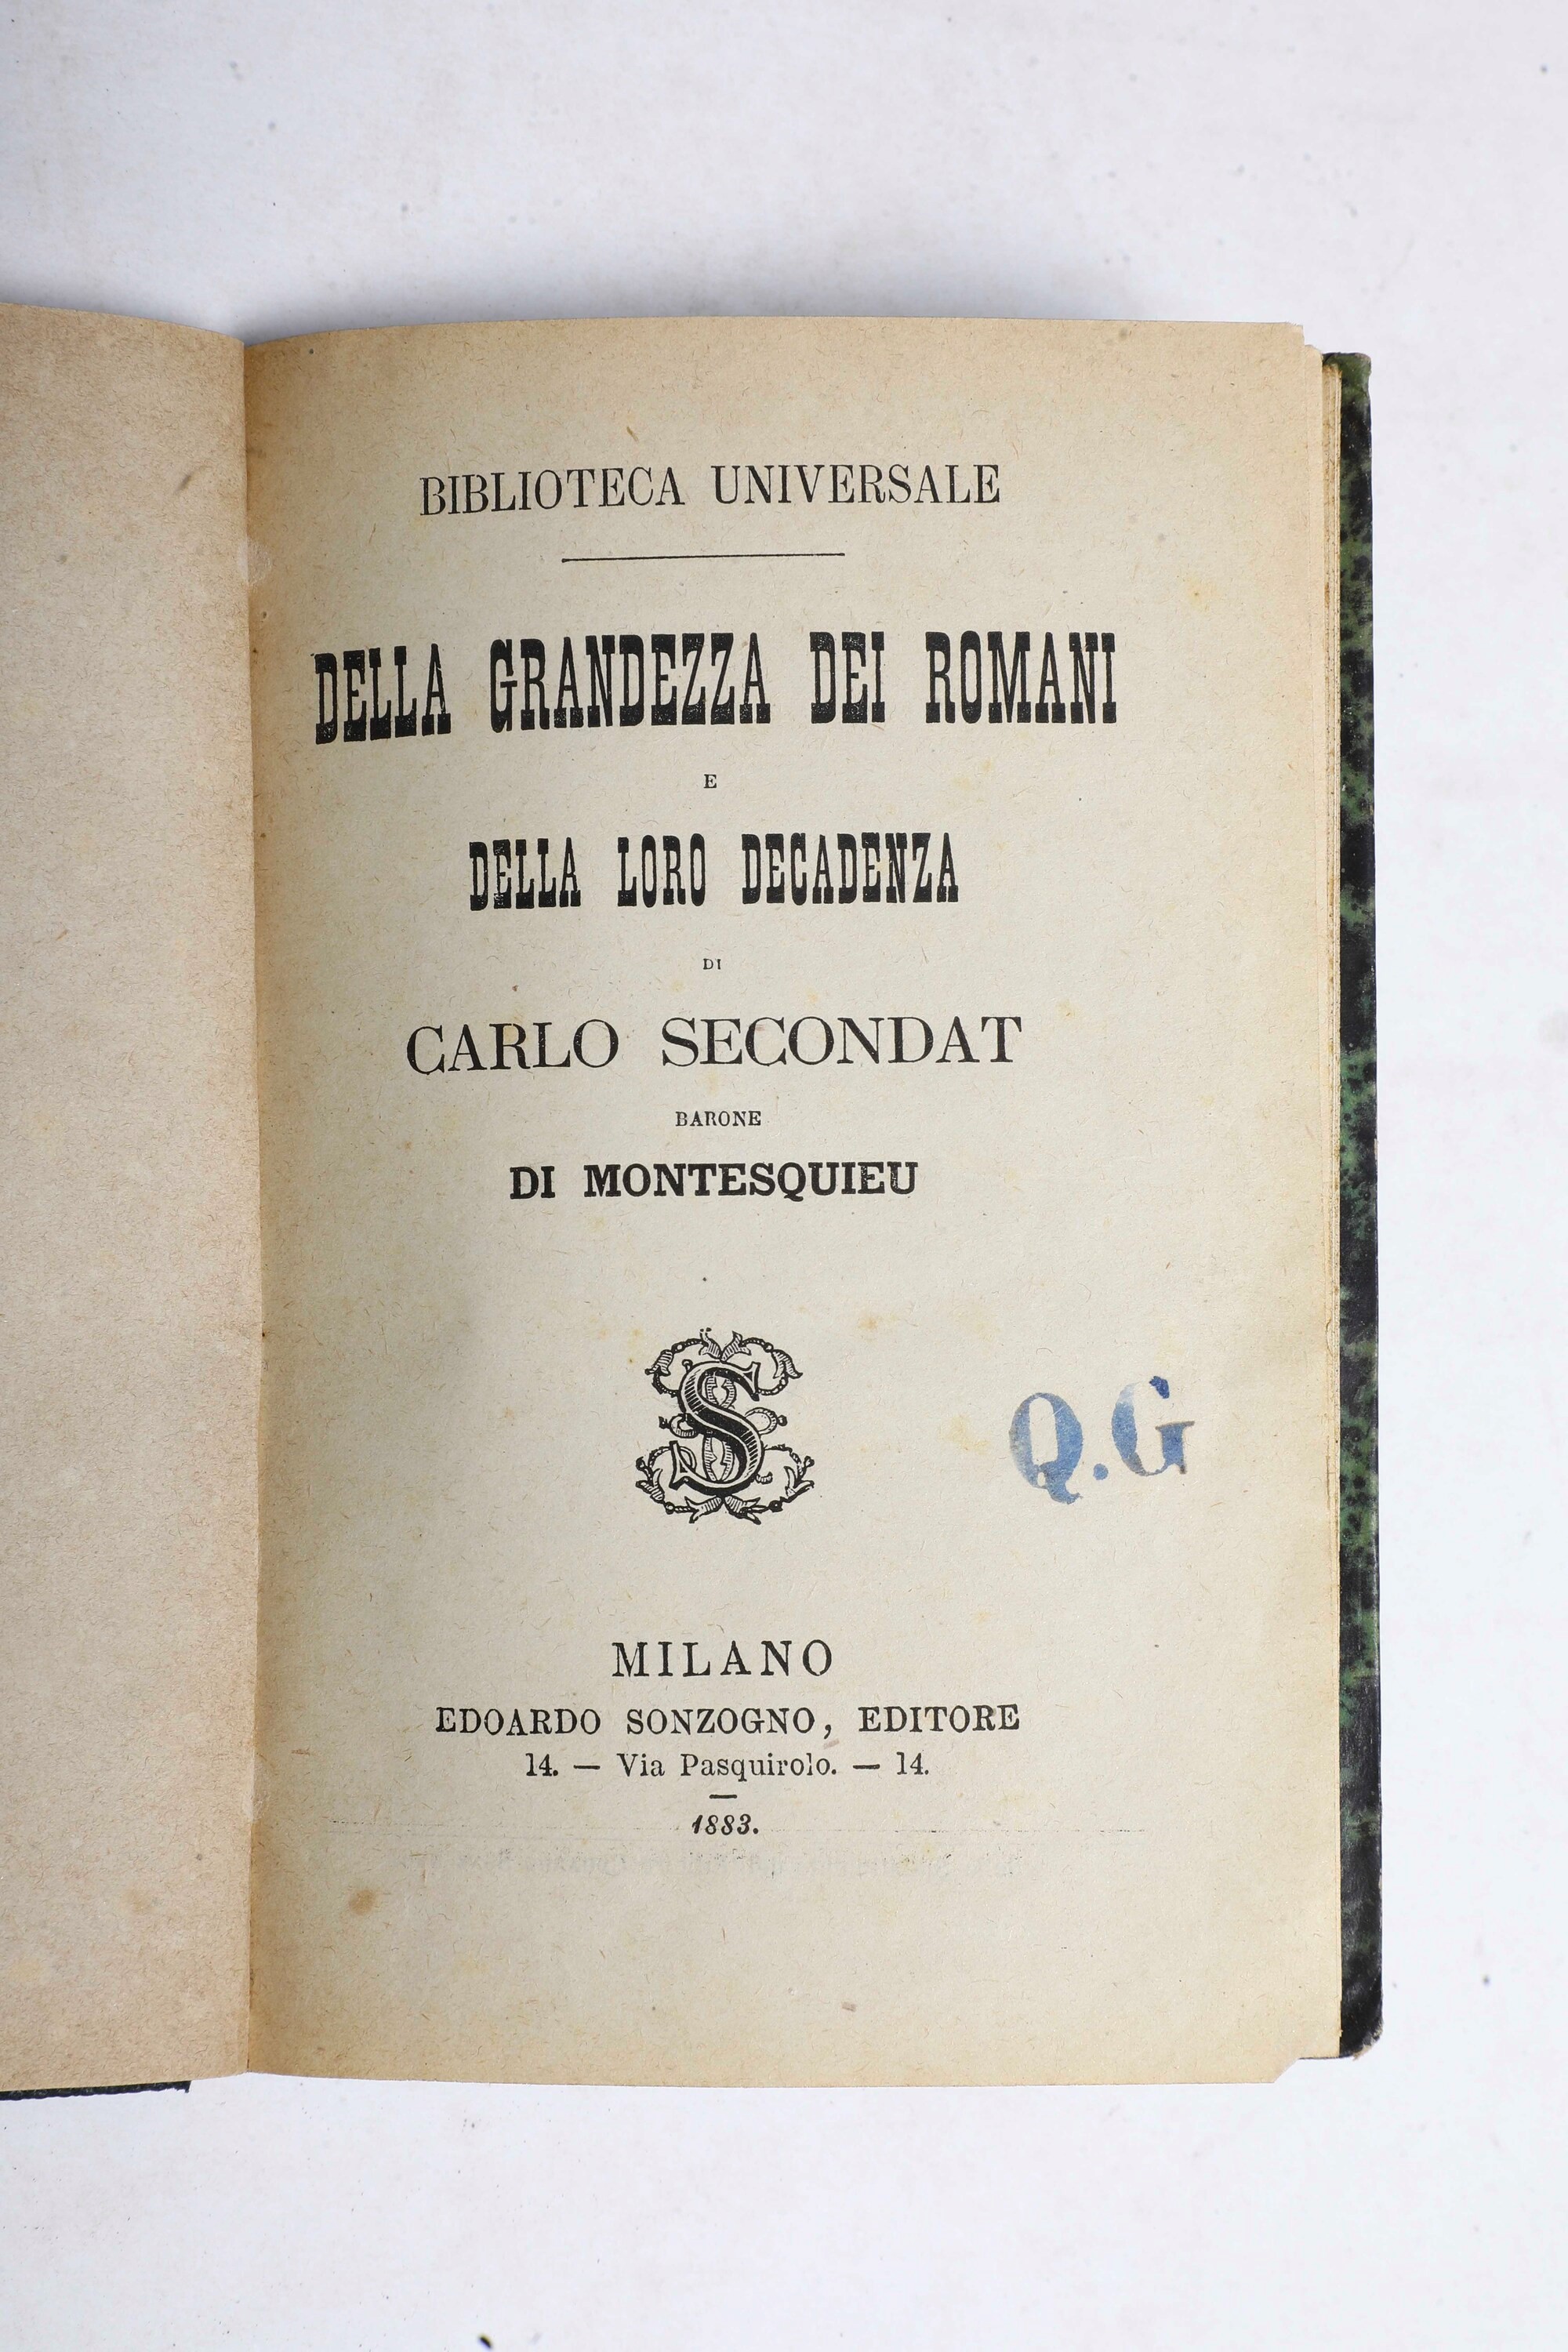 BIBLIOTECA UNIVERSALE
DELLA GRANDEZZA DEI ROMANI
E
DELLA LORO DECADENZA
DI
CARLO SECONDAT
BARONE
DI MONTESQUIEU
Q.G
MILANO
EDOARDO SONZOGNO, EDITORE
14. — Via Pasquirolo. — 14.
1883.